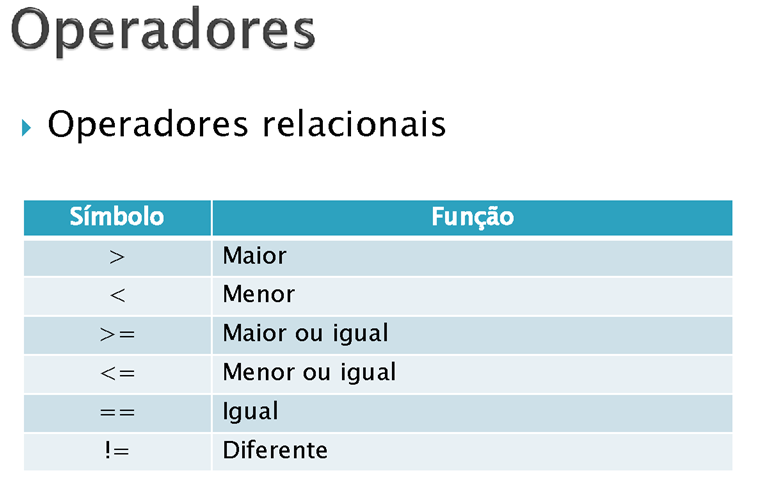 Operadores
Operadores relacionais
Símbolo Função
> Maior
< Menor
>= Maior ou igual
<= Menor ou igual
== Igual
!= Diferente